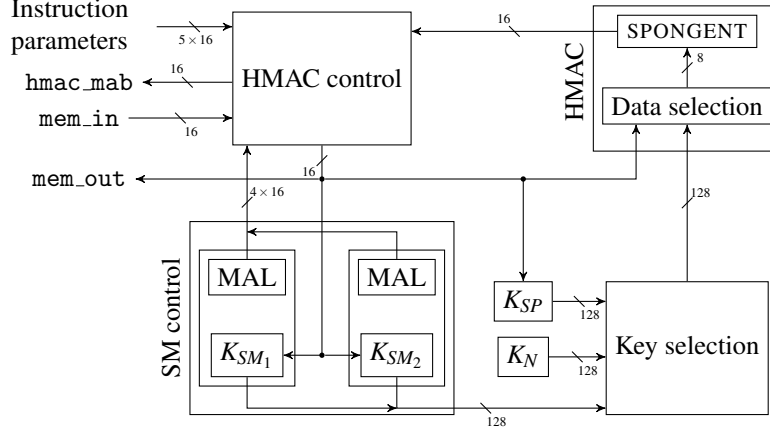 Instruction
parameters
5 × 16
hmac_mab
16
mem_in
16
HMAC control
16
SPONGENT
8
Data selection
HMAC
16
mem_out
4 × 16
128
SM control
MAL
MAL
K_SM1
K_SM2
K_SP
128
K_N
128
Key selection
128